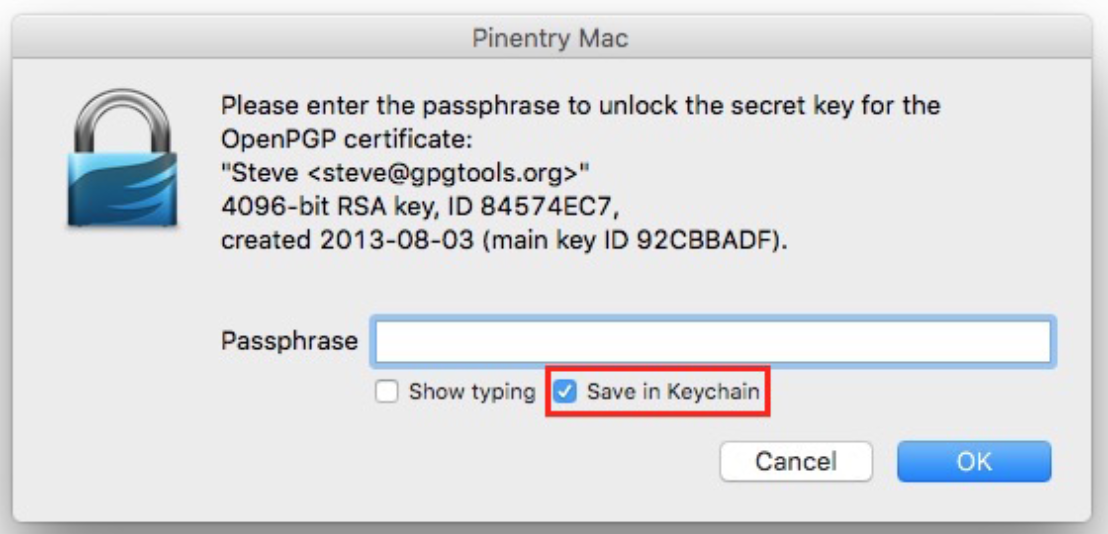 Pinentry Mac
Please enter the passphrase to unlock the secret key for the
OpenPGP certificate:
"Steve <steve@gpgtools.org>"
4096-bit RSA key, ID 84574EC7,
created 2013-08-03 (main key ID 92CBBADF).
Passphrase
Show typing Save in Keychain
Cancel OK